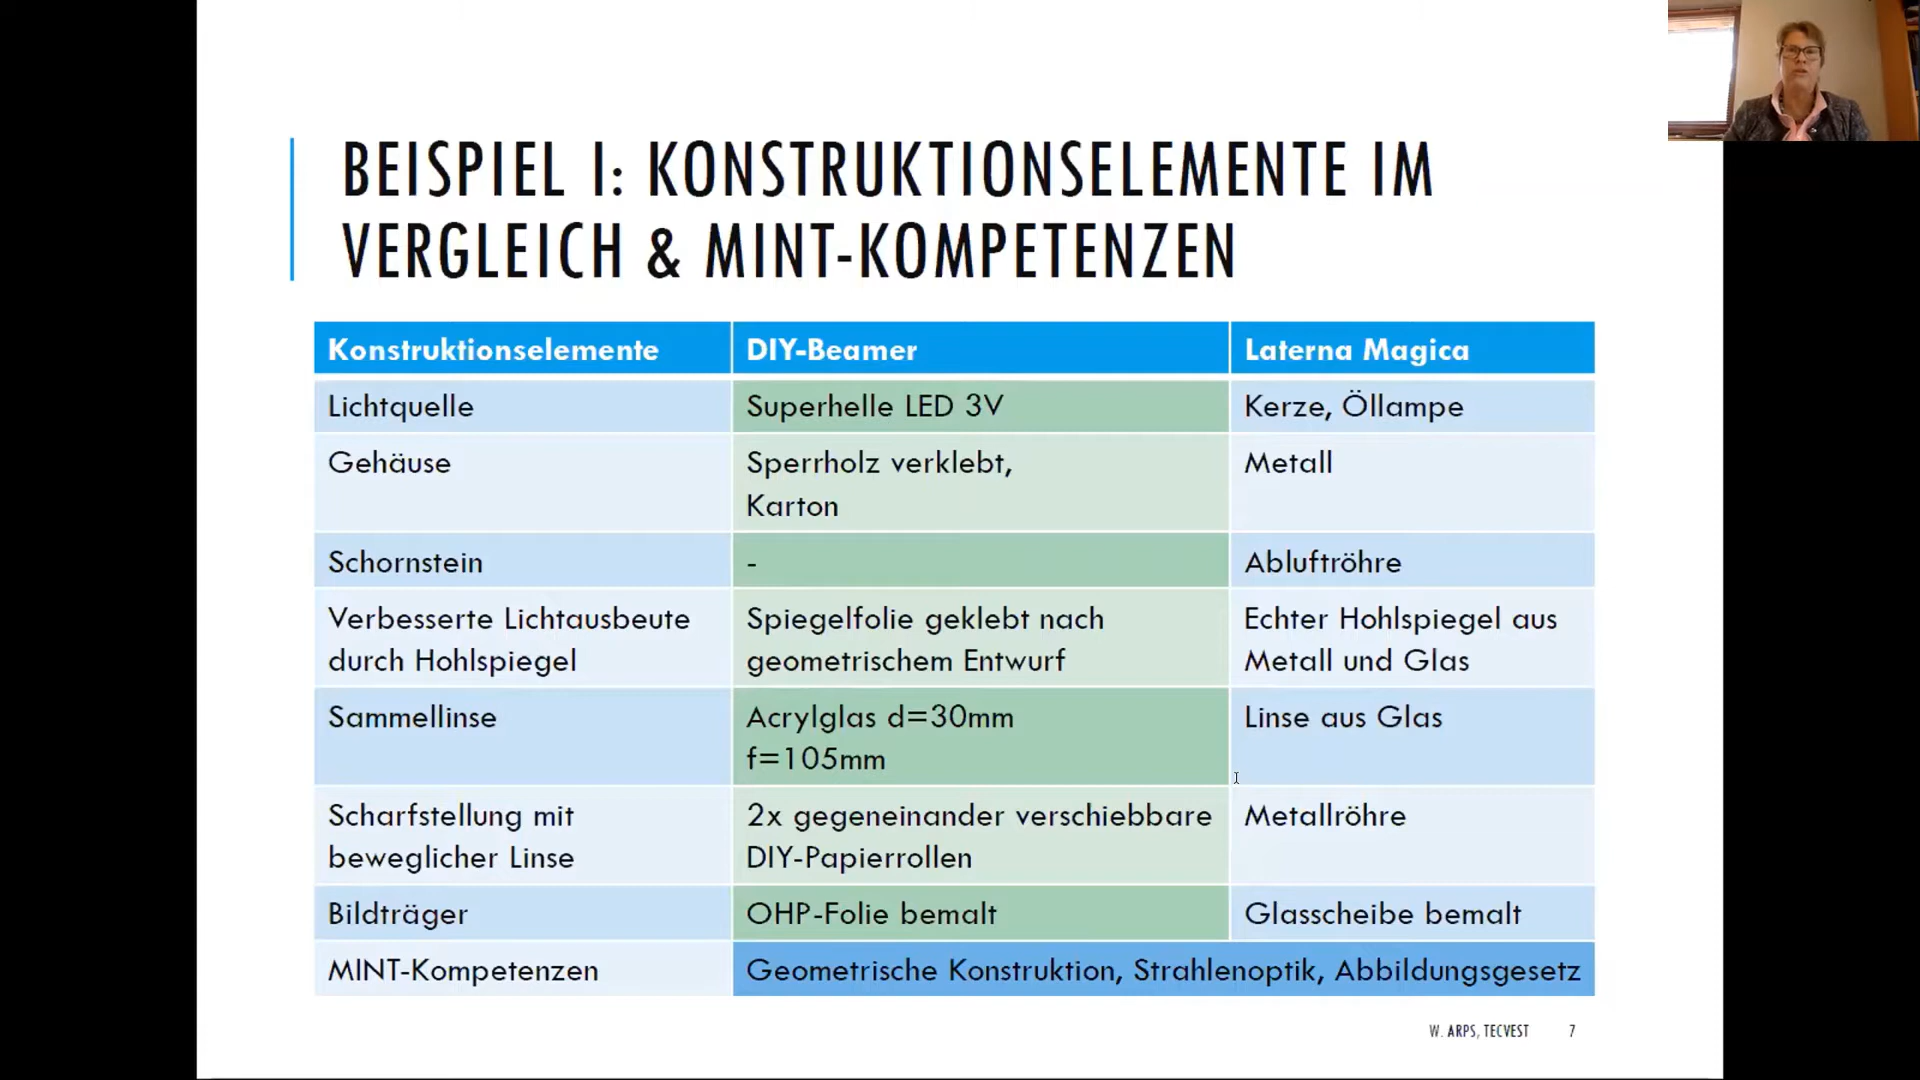 BEISPIEL I: KONSTRUKTIONSELEMENTE IM
VERGLEICH & MINT-KOMPETENZEN
Konstruktionselemente DIY-Beamer Laterna Magica
Lichtquelle Superhelle LED 3V Kerze, Öllampe
Gehäuse Sperrholz verklebt, Metall
Karton
Schornstein - Abluftröhre
Verbesserte Lichtausbeute Spiegelfolie geklebt nach Echter Hohlspiegel aus
durch Hohlspiegel geometrischem Entwurf Metall und Glas
Sammellinse Acrylglas d=30mm Linse aus Glas
f=105mm
Scharfstellung mit 2x gegeneinander verschiebbare Metallröhre
beweglicher Linse DIY-Papierrollen
Bildträger OHP-Folie bemalt Glasscheibe bemalt
MINT-Kompetenzen Geometrische Konstruktion, Strahlenoptik, Abbildungsgesetz
W. ARPS, TECVEST 7